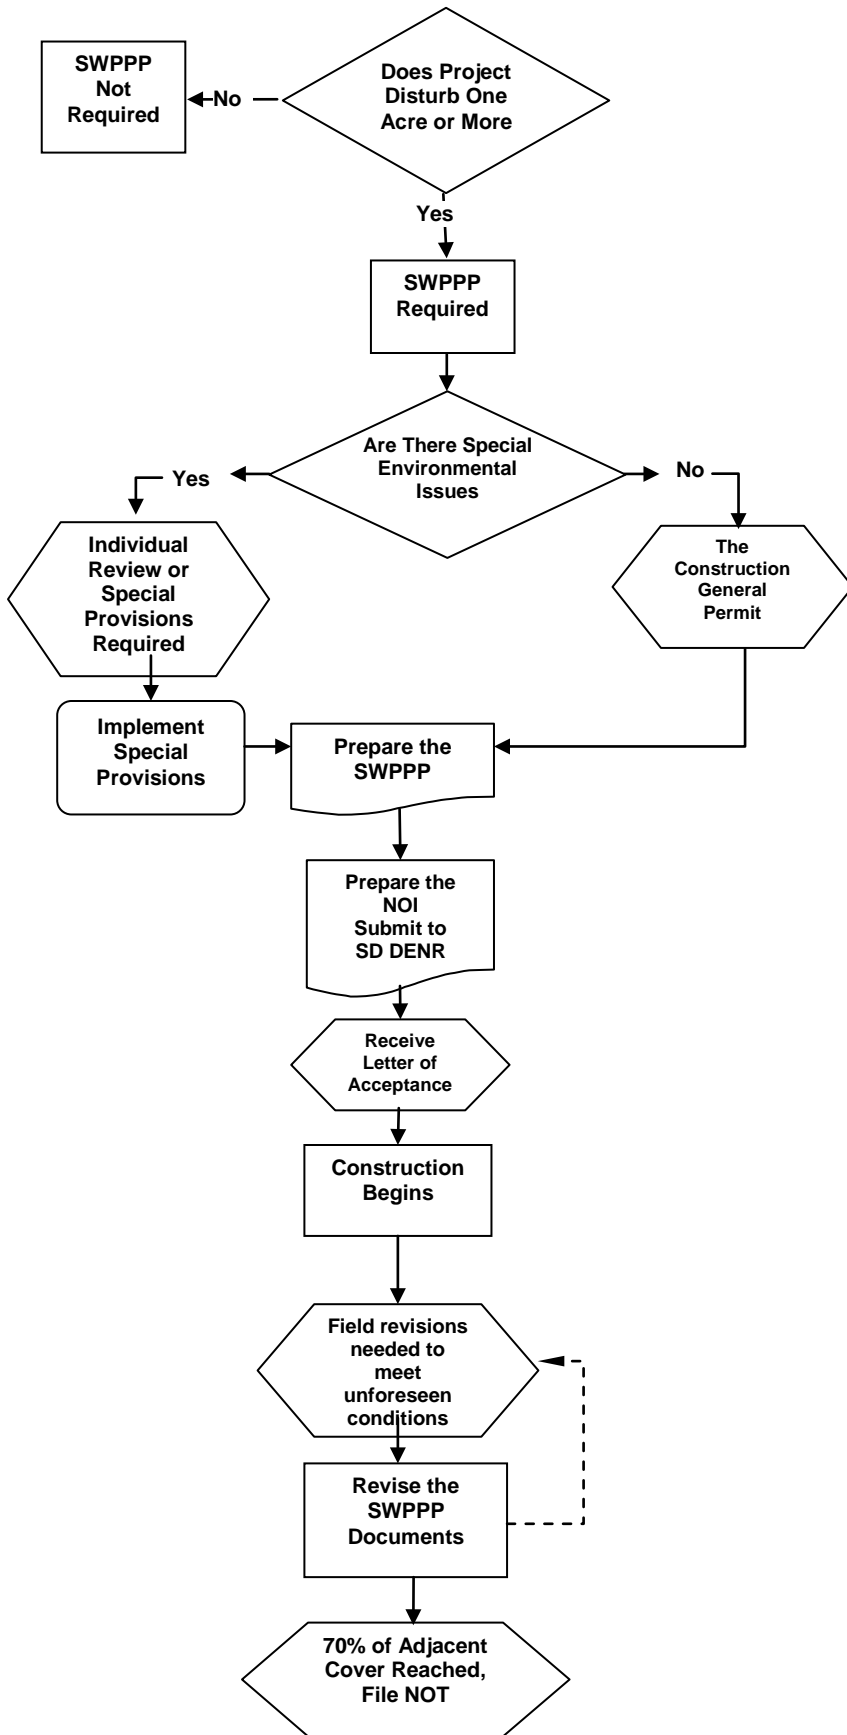 Does Project
Disturb One
Acre or More
No
SWPPP
Not
Required
Yes
SWPPP
Required
Are There Special
Environmental
Issues
Yes
No
Individual
Review or
Special
Provisions
Required
The
Construction
General
Permit
Implement
Special
Provisions
Prepare the
SWPPP
Prepare the
NOI
Submit to
SD DENR
Receive
Letter of
Acceptance
Construction
Begins
Field revisions
needed to
meet
unforeseen
conditions
Revise the
SWPPP
Documents
70% of Adjacent
Cover Reached,
File NOT